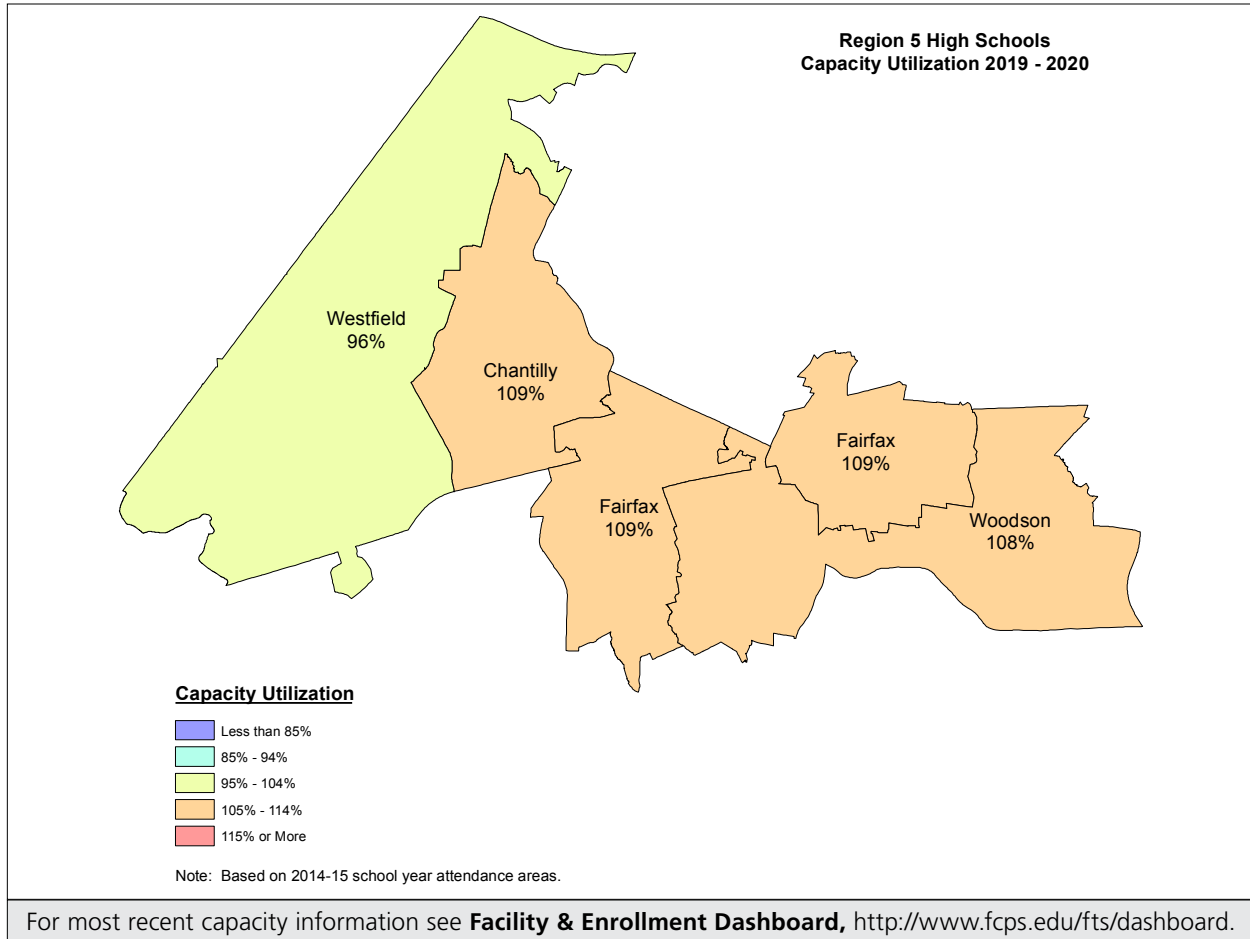 Region 5 High Schools
Capacity Utilization 2019 - 2020
Westfield
96%
Chantilly
109%
Fairfax
109%
Fairfax
109%
Woodson
108%
Capacity Utilization
Less than 85%
85% - 94%
95% - 104%
105% - 114%
115% or More
Note:  Based on 2014-15 school year attendance areas.
For most recent capacity information see Facility & Enrollment Dashboard, http://www.fcps.edu/fts/dashboard.